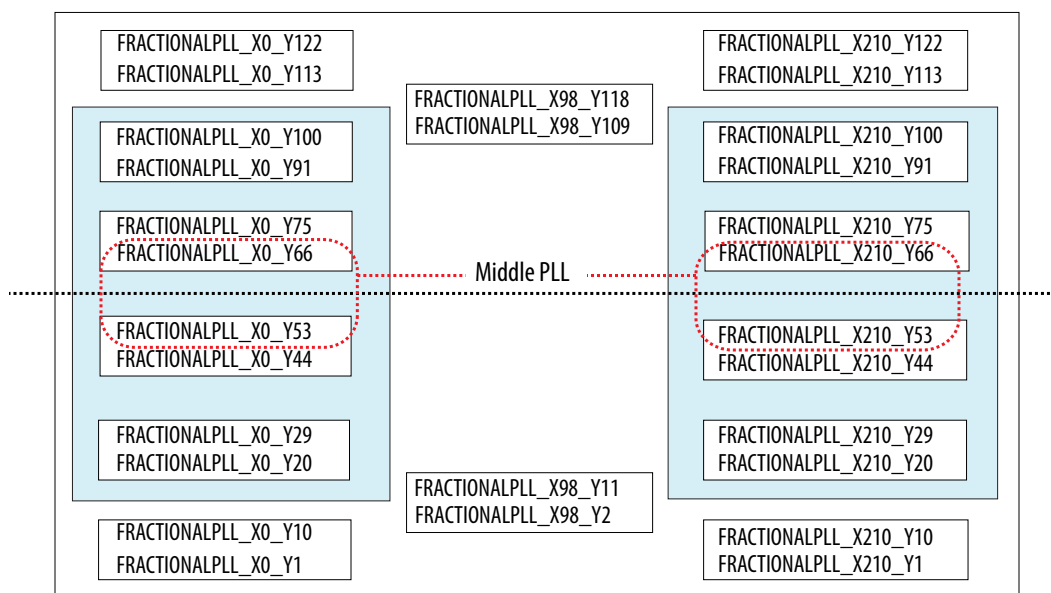 FRACTIONALPLL_X0_Y122
FRACTIONALPLL_X0_Y113
FRACTIONALPLL_X0_Y100
FRACTIONALPLL_X0_Y91
FRACTIONALPLL_X0_Y75
FRACTIONALPLL_X0_Y66
FRACTIONALPLL_X0_Y53
FRACTIONALPLL_X0_Y44
FRACTIONALPLL_X0_Y29
FRACTIONALPLL_X0_Y20
FRACTIONALPLL_X0_Y10
FRACTIONALPLL_X0_Y1
FRACTIONALPLL_X98_Y118
FRACTIONALPLL_X98_Y109
Middle PLL
FRACTIONALPLL_X98_Y11
FRACTIONALPLL_X98_Y2
FRACTIONALPLL_X210_Y122
FRACTIONALPLL_X210_Y113
FRACTIONALPLL_X210_Y100
FRACTIONALPLL_X210_Y91
FRACTIONALPLL_X210_Y75
FRACTIONALPLL_X210_Y66
FRACTIONALPLL_X210_Y53
FRACTIONALPLL_X210_Y44
FRACTIONALPLL_X210_Y29
FRACTIONALPLL_X210_Y20
FRACTIONALPLL_X210_Y10
FRACTIONALPLL_X210_Y1